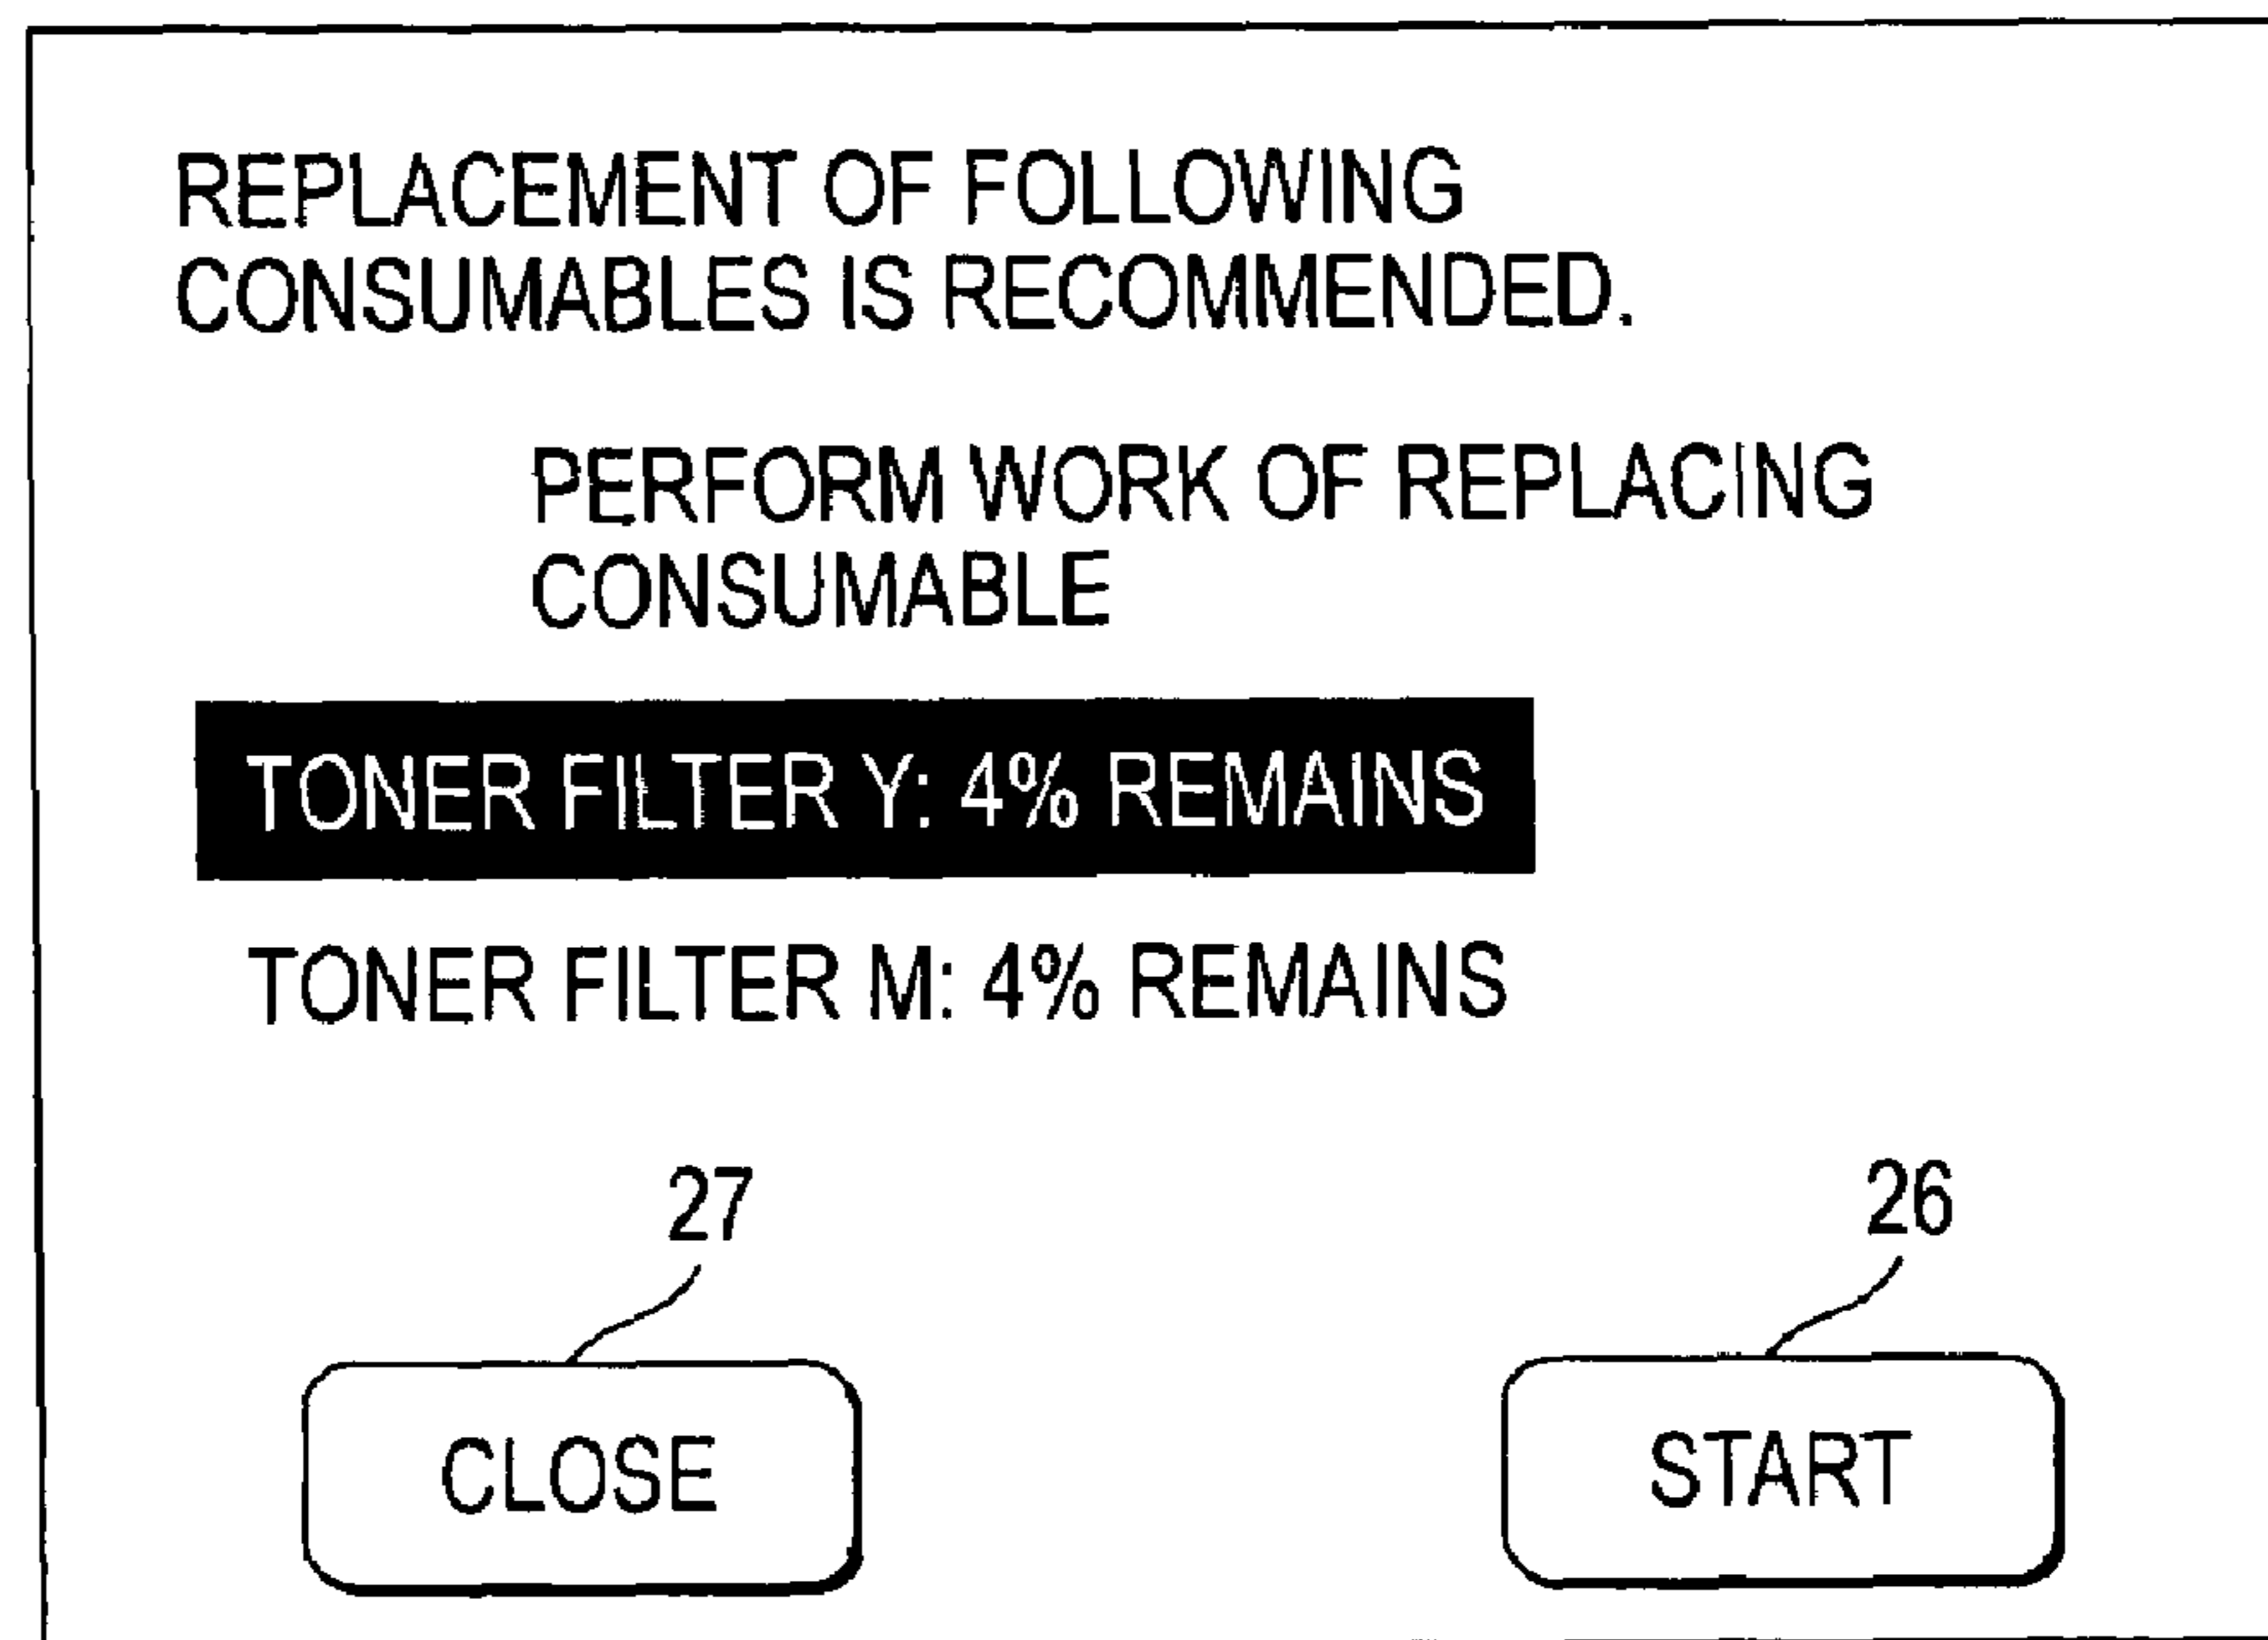 REPLACEMENT OF FOLLOWING
CONSUMABLES IS RECOMMENDED.
PERFORM WORK OF REPLACING
CONSUMABLE
TONER FILTER Y: 4% REMAINS
TONER FILTER M: 4% REMAINS
27
26
CLOSE
START